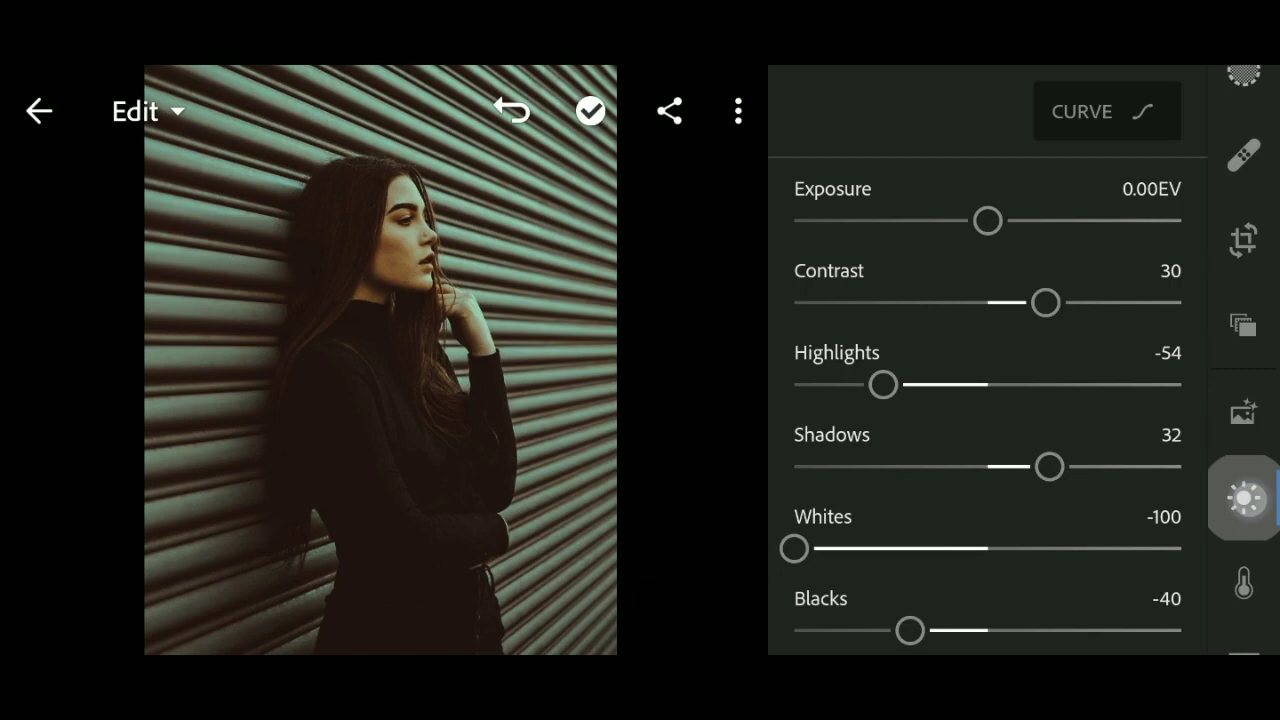 Edit
CURVE
Exposure 0.00EV
Contrast 30
Highlights -54
Shadows 32
Whites -100
Blacks -40